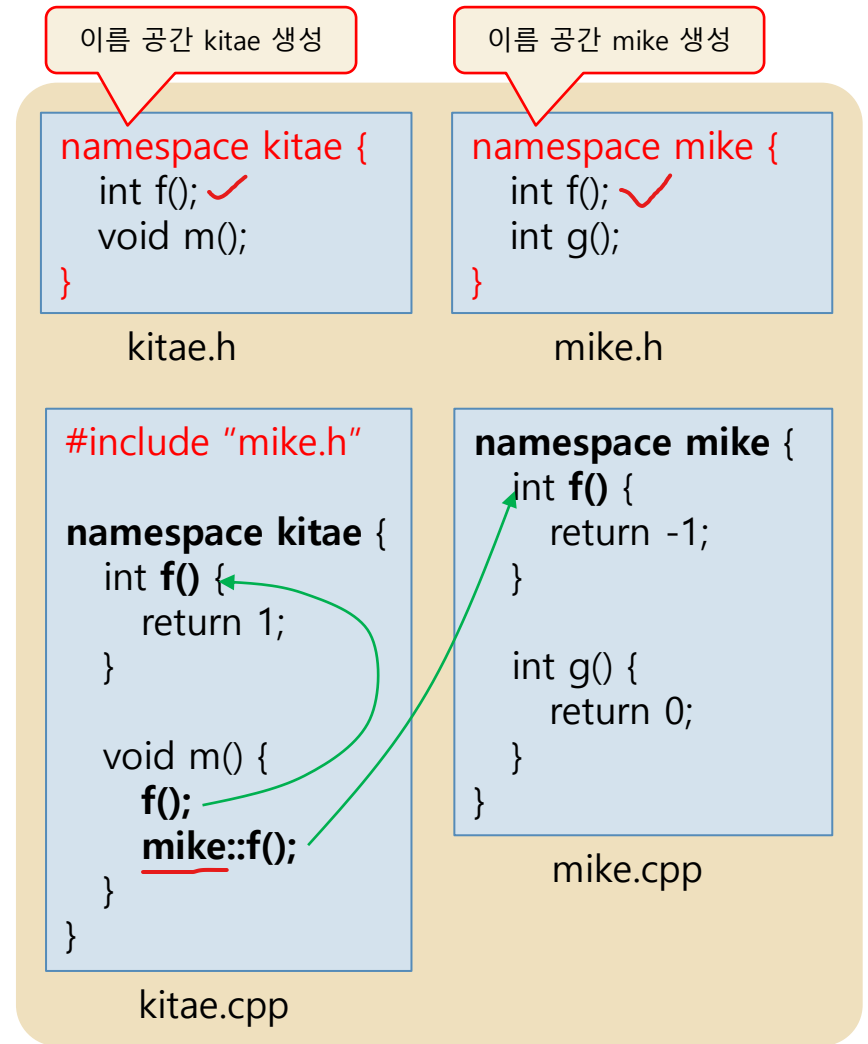 이름 공간 kitae 생성
이름 공간 mike 생성
namespace kitae {
int f();
void m();
}
kitae.h
namespace mike {
int f();
int g();
}
mike.h
#include "mike.h"
namespace kitae {
int f() {
return 1;
}
void m() {
f();
mike::f();
}
}
kitae.cpp
namespace mike {
int f() {
return -1;
}
int g() {
return 0;
}
}
mike.cpp